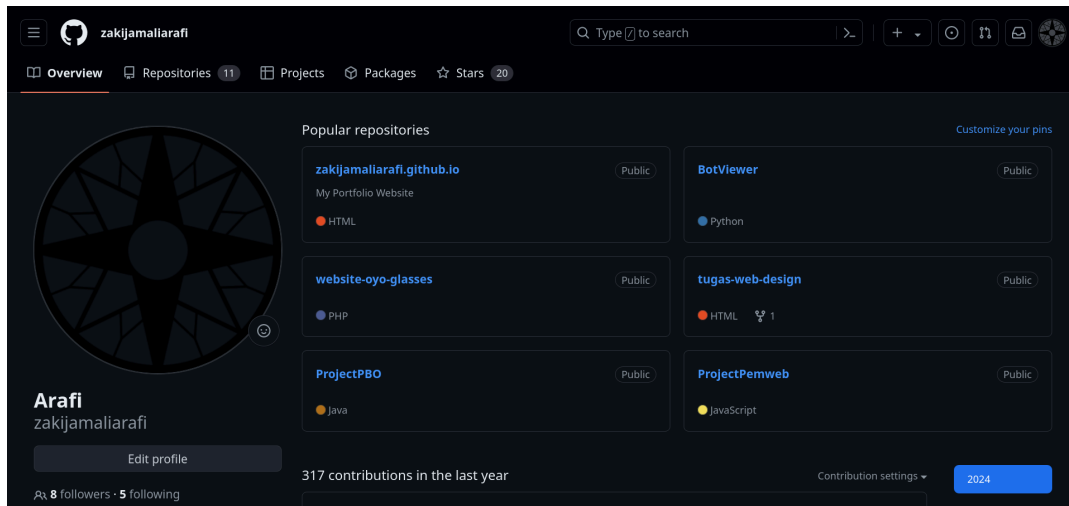 zakijamaliarafi
Type / to search
Overview
Repositories 11
Projects
Packages
Stars 20
Arafi
zakijamaliarafi
Edit profile
8 followers · 5 following
Popular repositories
Customize your pins
zakijamaliarafi.github.io
Public
My Portfolio Website
HTML
BotViewer
Public
Python
website-oyo-glasses
Public
PHP
tugas-web-design
Public
HTML 1
ProjectPBO
Public
Java
ProjectPemweb
Public
JavaScript
317 contributions in the last year
Contribution settings
2024